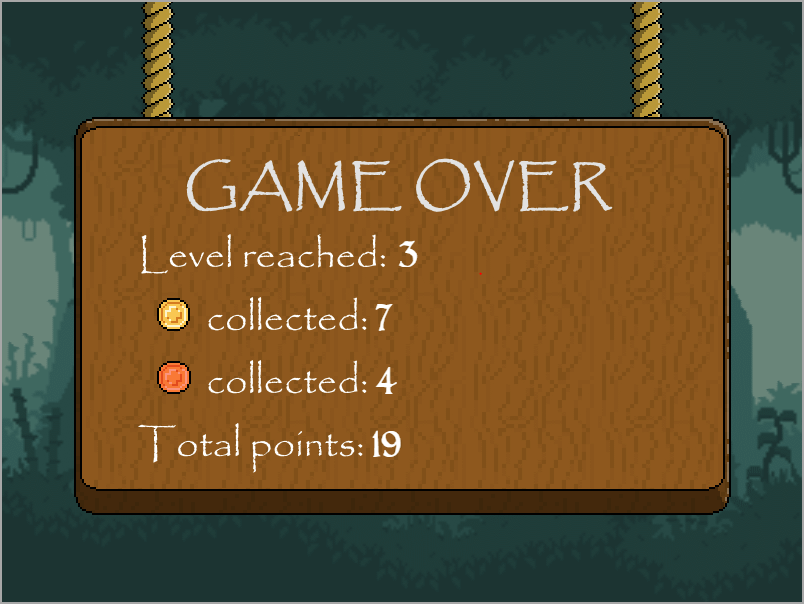 GAME OVER
Level reached: 3
collected: 7
collected: 4
Total points: 19